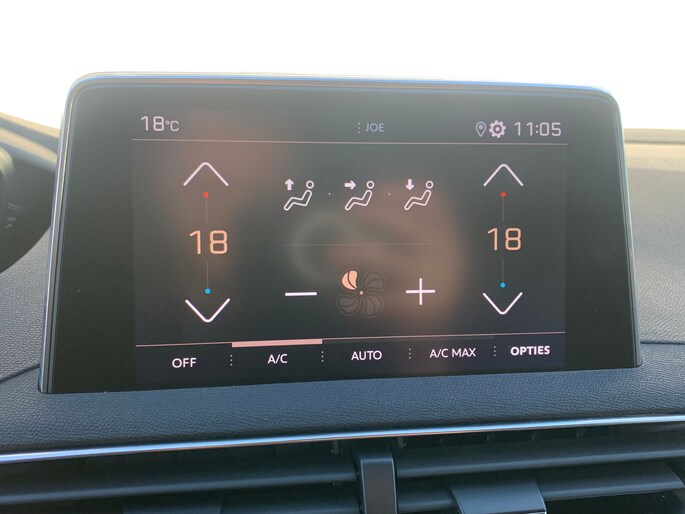 18°C ⋮ JOE 11:05
18 18
OFF ⋮ A/C ⋮ AUTO ⋮ A/C MAX ⋮ OPTIES